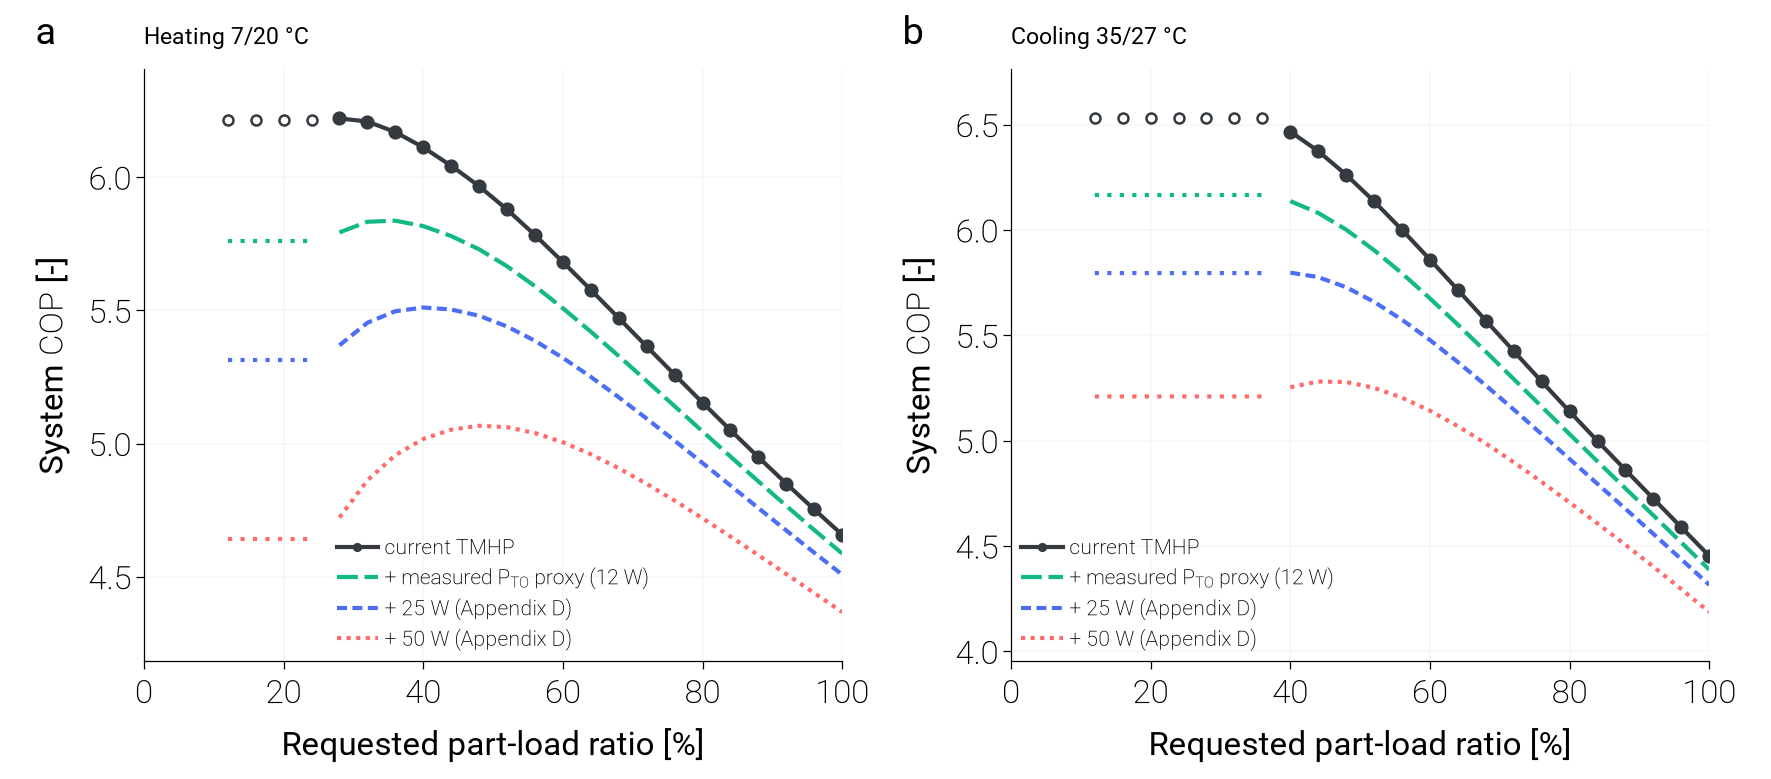 a
Heating 7/20 °C
System COP [-]
6.0
5.5
5.0
4.5
current TMHP
+ measured P_TO proxy (12 W)
+ 25 W (Appendix D)
+ 50 W (Appendix D)
0 20 40 60 80 100
Requested part-load ratio [%]
b
Cooling 35/27 °C
System COP [-]
6.5
6.0
5.5
5.0
4.5
4.0
current TMHP
+ measured P_TO proxy (12 W)
+ 25 W (Appendix D)
+ 50 W (Appendix D)
0 20 40 60 80 100
Requested part-load ratio [%]